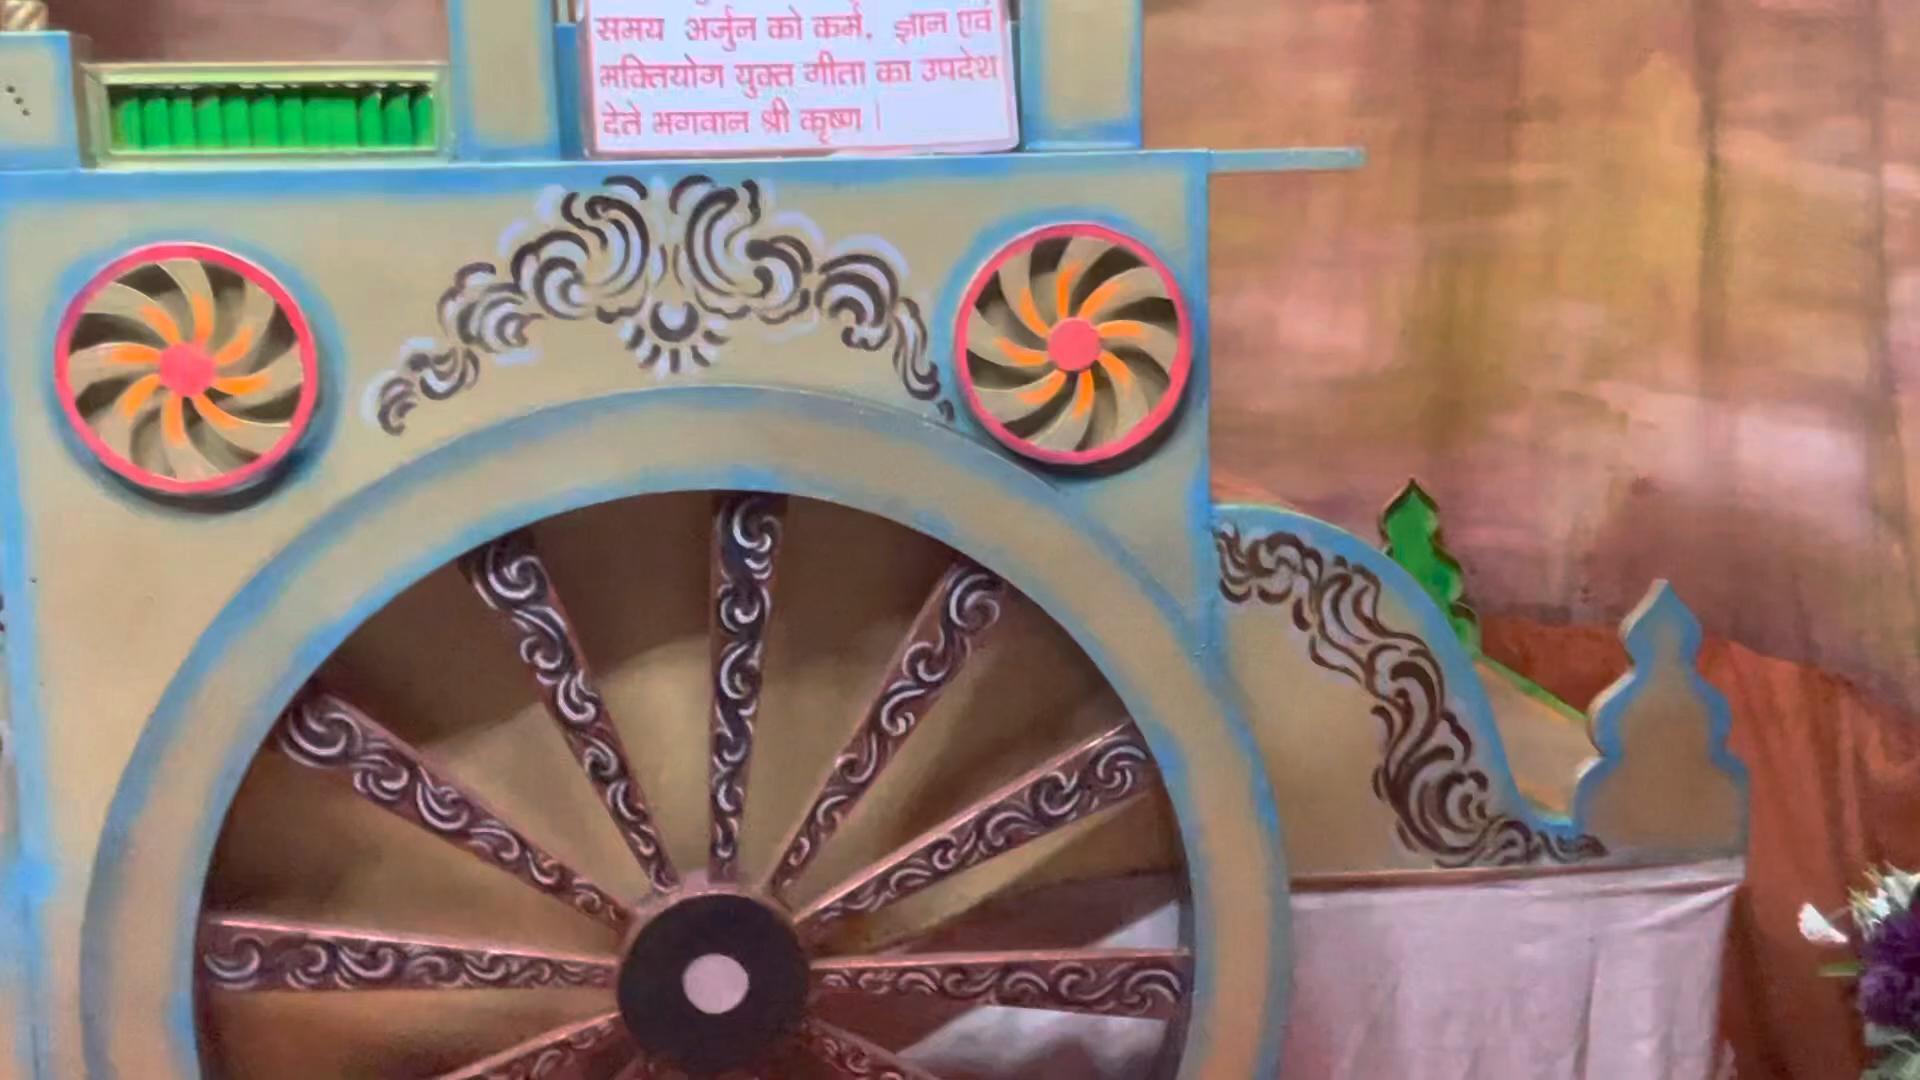 समय अर्जुन को कर्म, ज्ञान एवं
भक्तियोग युक्त गीता का उपदेश
देते भगवान श्री कृष्ण |